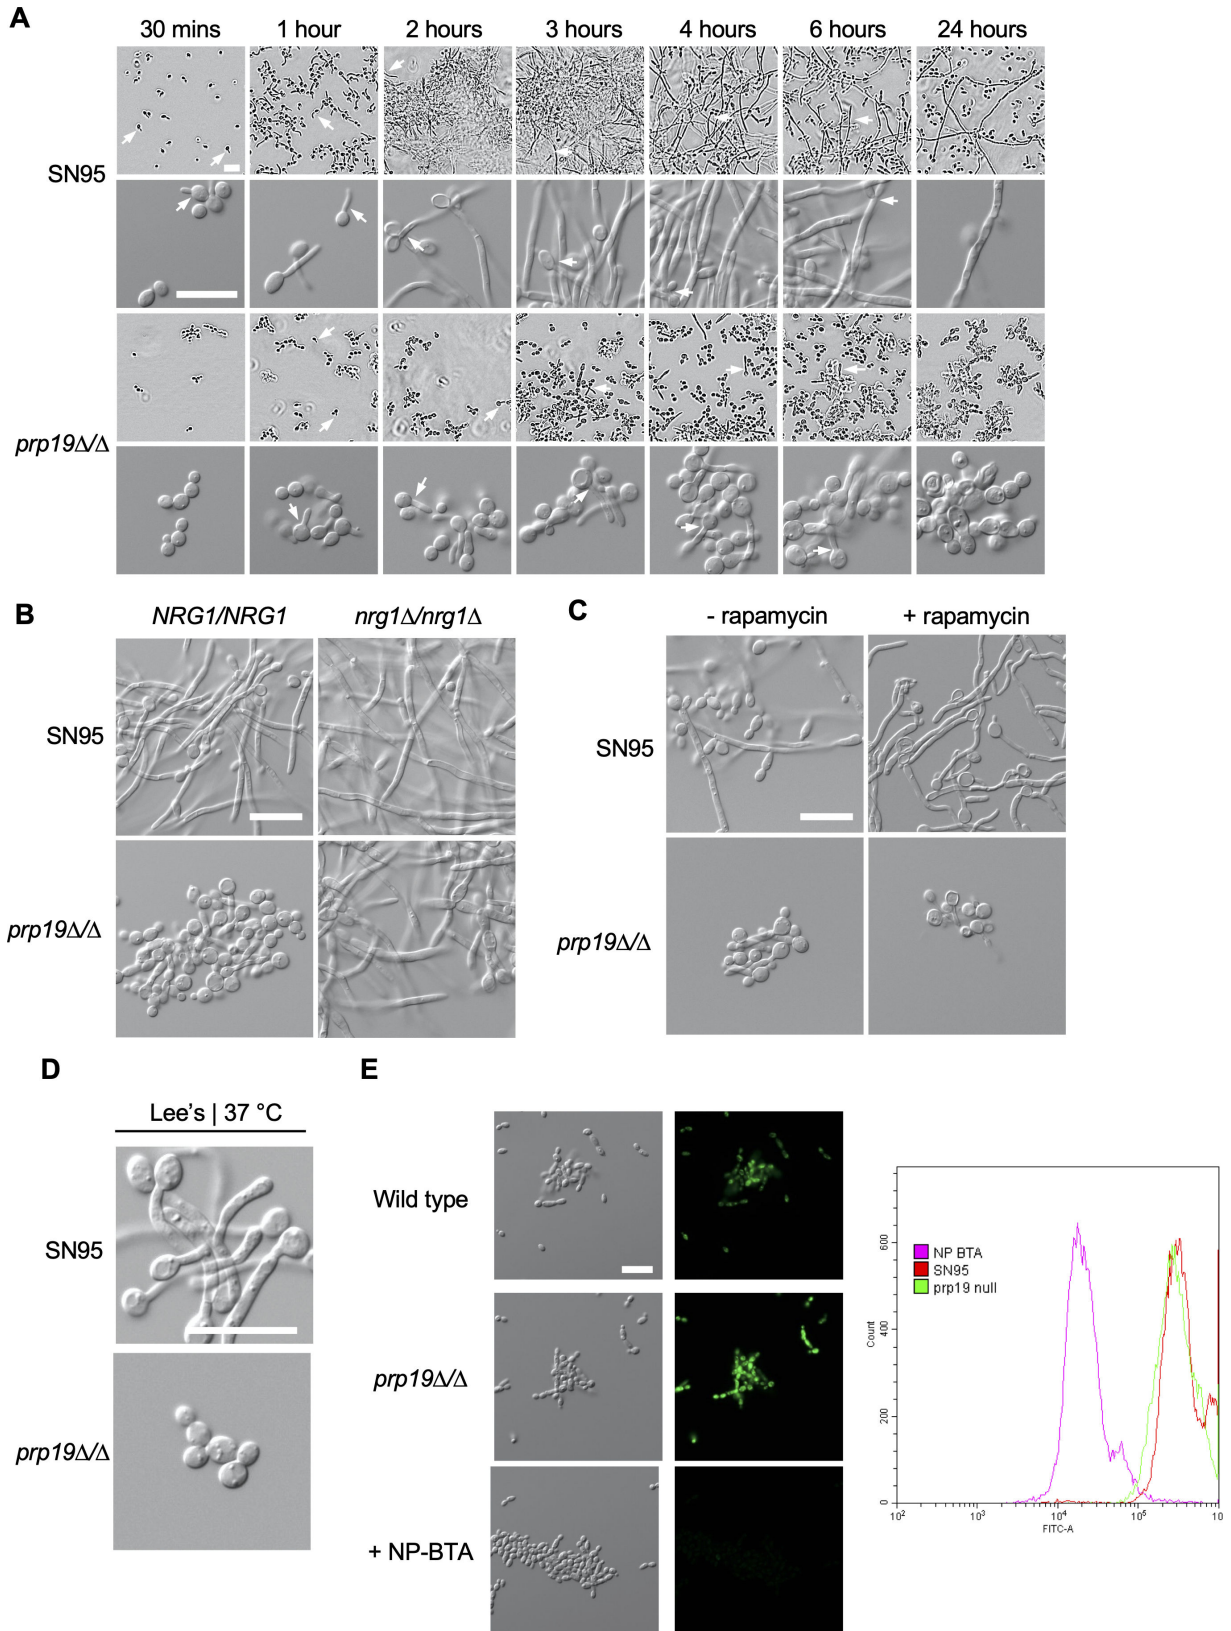 A
30 mins 1 hour 2 hours 3 hours 4 hours 6 hours 24 hours
SN95
prp19Δ/Δ
B
NRG1/NRG1 nrg1Δ/nrg1Δ
SN95
prp19Δ/Δ
C
- rapamycin + rapamycin
SN95
prp19Δ/Δ
D
Lee's | 37 °C
SN95
prp19Δ/Δ
E
Wild type
prp19Δ/Δ
+ NP-BTA
NP BTA
SN95
prp19 null
Count
600
400
200
0
10² 10³ 10⁴ 10⁵ 10
FITC-A